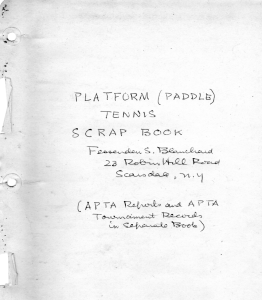 PLATFORM (PADDLE)
TENNIS
SCRAP BOOK
Fessenden S. Blanchard
22 Robin Hill Road
Scarsdale, N.Y
(APTA Reports and APTA
Tournament Records
in Separate Book)